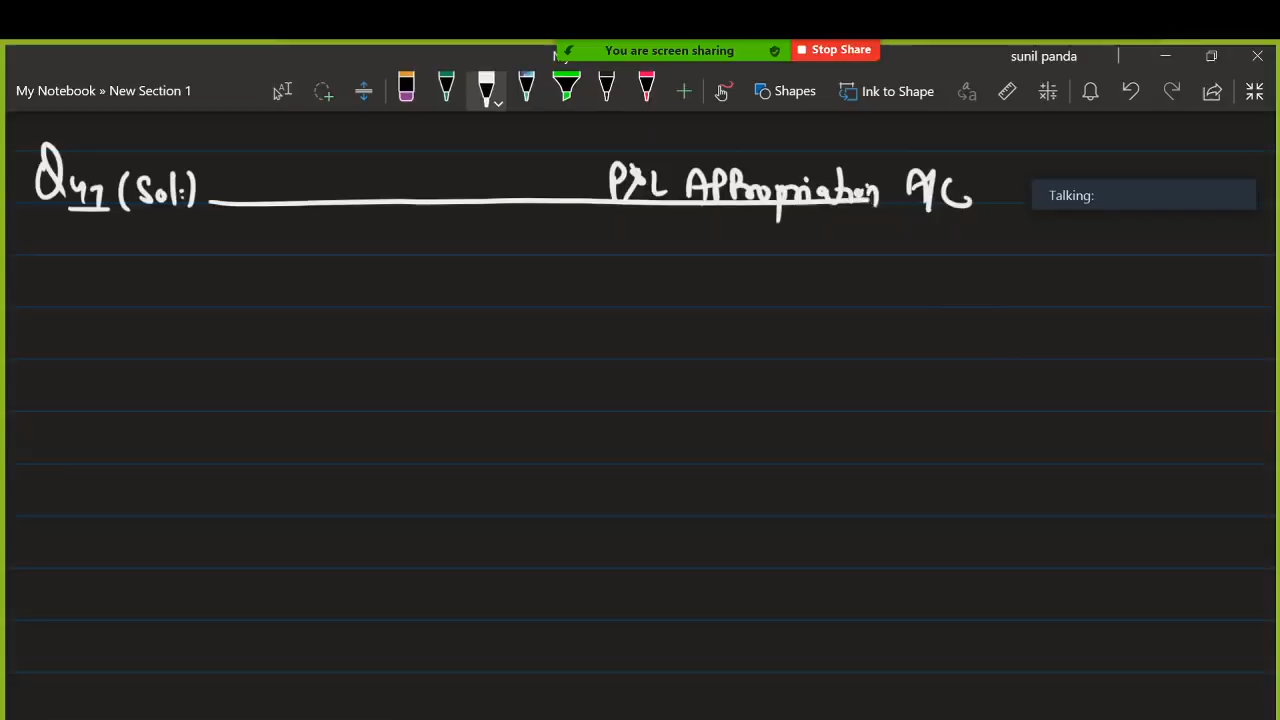 You are screen sharing
Stop Share
sunil panda
My Notebook » New Section 1
Shapes
Ink to Shape
Q47 (Sol:) P&L Appropriation A/C
Talking: